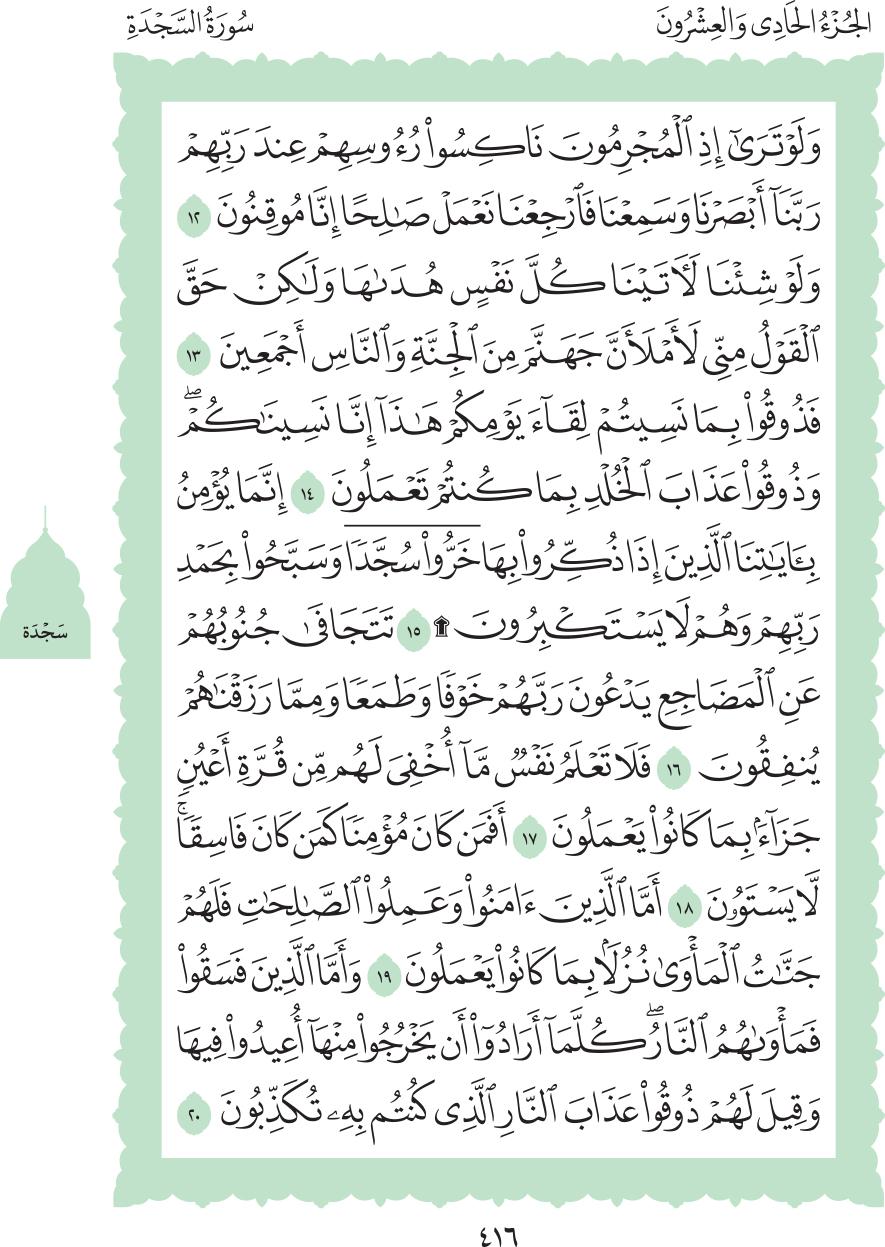 الجُزْءُ الحَادِي وَالعِشْرُونَ
سُورَةُ السَّجْدَةِ
وَلَوۡ تَرَىٰٓ إِذِ ٱلۡمُجۡرِمُونَ نَاكِسُواْ رُءُوسِهِمۡ عِندَ رَبِّهِمۡ
رَبَّنَآ أَبۡصَرۡنَا وَسَمِعۡنَا فَٱرۡجِعۡنَا نَعۡمَلۡ صَٰلِحًا إِنَّا مُوقِنُونَ ١٢
وَلَوۡ شِئۡنَا لَأٓتَيۡنَا كُلَّ نَفۡسٍ هُدَىٰهَا وَلَٰكِنۡ حَقَّ
ٱلۡقَوۡلُ مِنِّي لَأَمۡلَأَنَّ جَهَنَّمَ مِنَ ٱلۡجِنَّةِ وَٱلنَّاسِ أَجۡمَعِينَ ١٣
فَذُوقُواْ بِمَا نَسِيتُمۡ لِقَآءَ يَوۡمِكُمۡ هَٰذَآ إِنَّا نَسِينَٰكُمۡۖ
وَذُوقُواْ عَذَابَ ٱلۡخُلۡدِ بِمَا كُنتُمۡ تَعۡمَلُونَ ١٤ إِنَّمَا يُؤۡمِنُ
بِـَٔايَٰتِنَا ٱلَّذِينَ إِذَا ذُكِّرُواْ بِهَا خَرُّواْۤ سُجَّدٗاۤ وَسَبَّحُواْ بِحَمۡدِ
رَبِّهِمۡ وَهُمۡ لَا يَسۡتَكۡبِرُونَ ۩ ١٥ تَتَجَافَىٰ جُنُوبُهُمۡ
عَنِ ٱلۡمَضَاجِعِ يَدۡعُونَ رَبَّهُمۡ خَوۡفٗا وَطَمَعٗا وَمِمَّا رَزَقۡنَٰهُمۡ
يُنفِقُونَ ١٦ فَلَا تَعۡلَمُ نَفۡسٞ مَّآ أُخۡفِيَ لَهُم مِّن قُرَّةِ أَعۡيُنٖ
جَزَآءَۢ بِمَا كَانُواْ يَعۡمَلُونَ ١٧ أَفَمَن كَانَ مُؤۡمِنٗا كَمَن كَانَ فَاسِقٗاۚ
لَّا يَسۡتَوُۥنَ ١٨ أَمَّا ٱلَّذِينَ ءَامَنُواْ وَعَمِلُواْ ٱلصَّٰلِحَٰتِ فَلَهُمۡ
جَنَّٰتُ ٱلۡمَأۡوَىٰ نُزُلَۢا بِمَا كَانُواْ يَعۡمَلُونَ ١٩ وَأَمَّا ٱلَّذِينَ فَسَقُواْ
فَمَأۡوَىٰهُمُ ٱلنَّارُۖ كُلَّمَآ أَرَادُوٓاْ أَن يَخۡرُجُواْ مِنۡهَآ أُعِيدُواْ فِيهَا
وَقِيلَ لَهُمۡ ذُوقُواْ عَذَابَ ٱلنَّارِ ٱلَّذِي كُنتُم بِهِۦ تُكَذِّبُونَ ٢٠
سَجْدَة
٤١٦